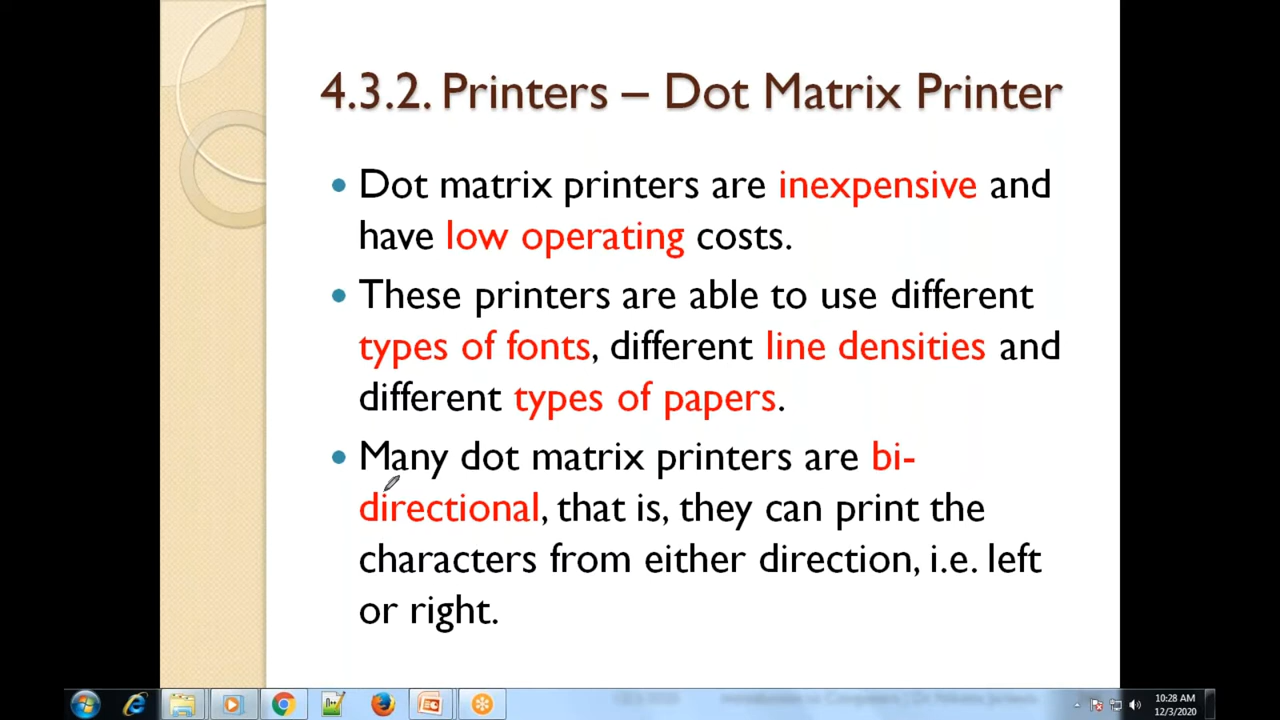 4.3.2. Printers – Dot Matrix Printer
• Dot matrix printers are inexpensive and
have low operating costs.
• These printers are able to use different
types of fonts, different line densities and
different types of papers.
• Many dot matrix printers are bi-
directional, that is, they can print the
characters from either direction, i.e. left
or right.
10:28 AM
12/3/2020